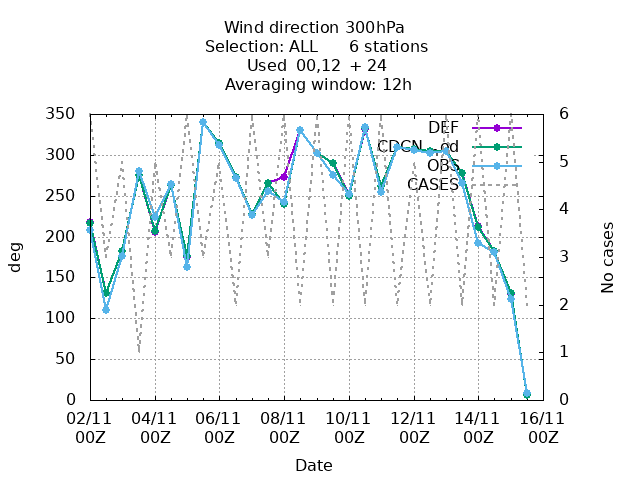 Wind direction 300hPa
Selection: ALL 6 stations
Used 00,12 + 24
Averaging window: 12h
350
300
250
200
150
100
50
0
deg
6
5
4
3
2
1
0
No cases
DEF
OBS
CASES
02/11 04/11 06/11 08/11 10/11 12/11 14/11 16/11
00Z 00Z 00Z 00Z 00Z 00Z 00Z 00Z
Date